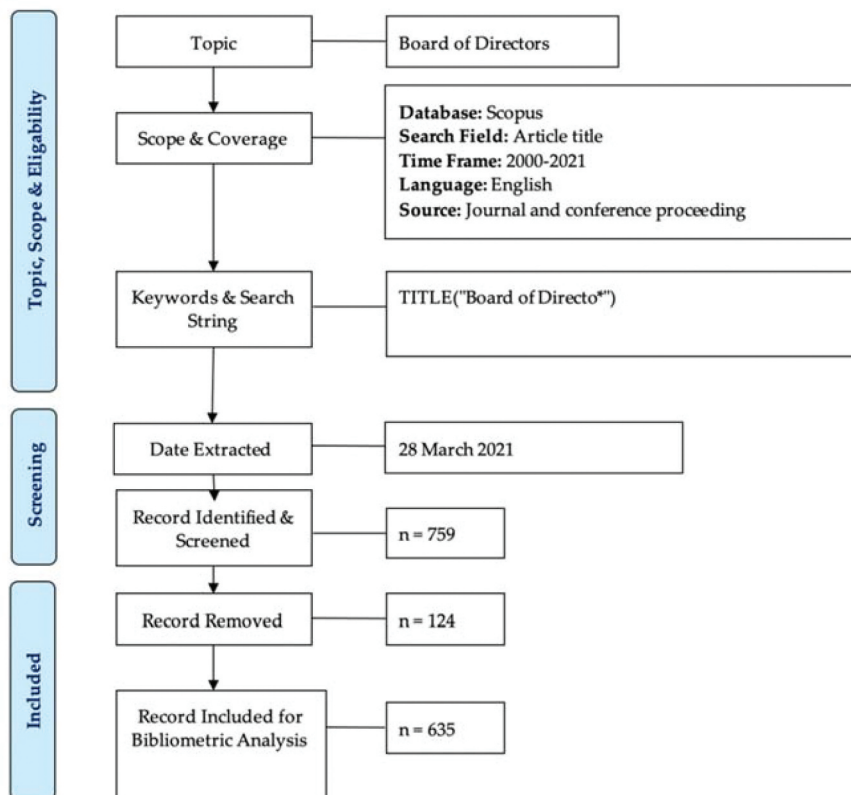 Topic, Scope & Eligability
Topic
Board of Directors
Scope & Coverage
Database: Scopus
Search Field: Article title
Time Frame: 2000-2021
Language: English
Source: Journal and conference proceeding
Keywords & Search
String
TITLE("Board of Directo*")
Screening
Date Extracted
28 March 2021
Record Identified &
Screened
n = 759
Included
Record Removed
n = 124
Record Included for
Bibliometric Analysis
n = 635